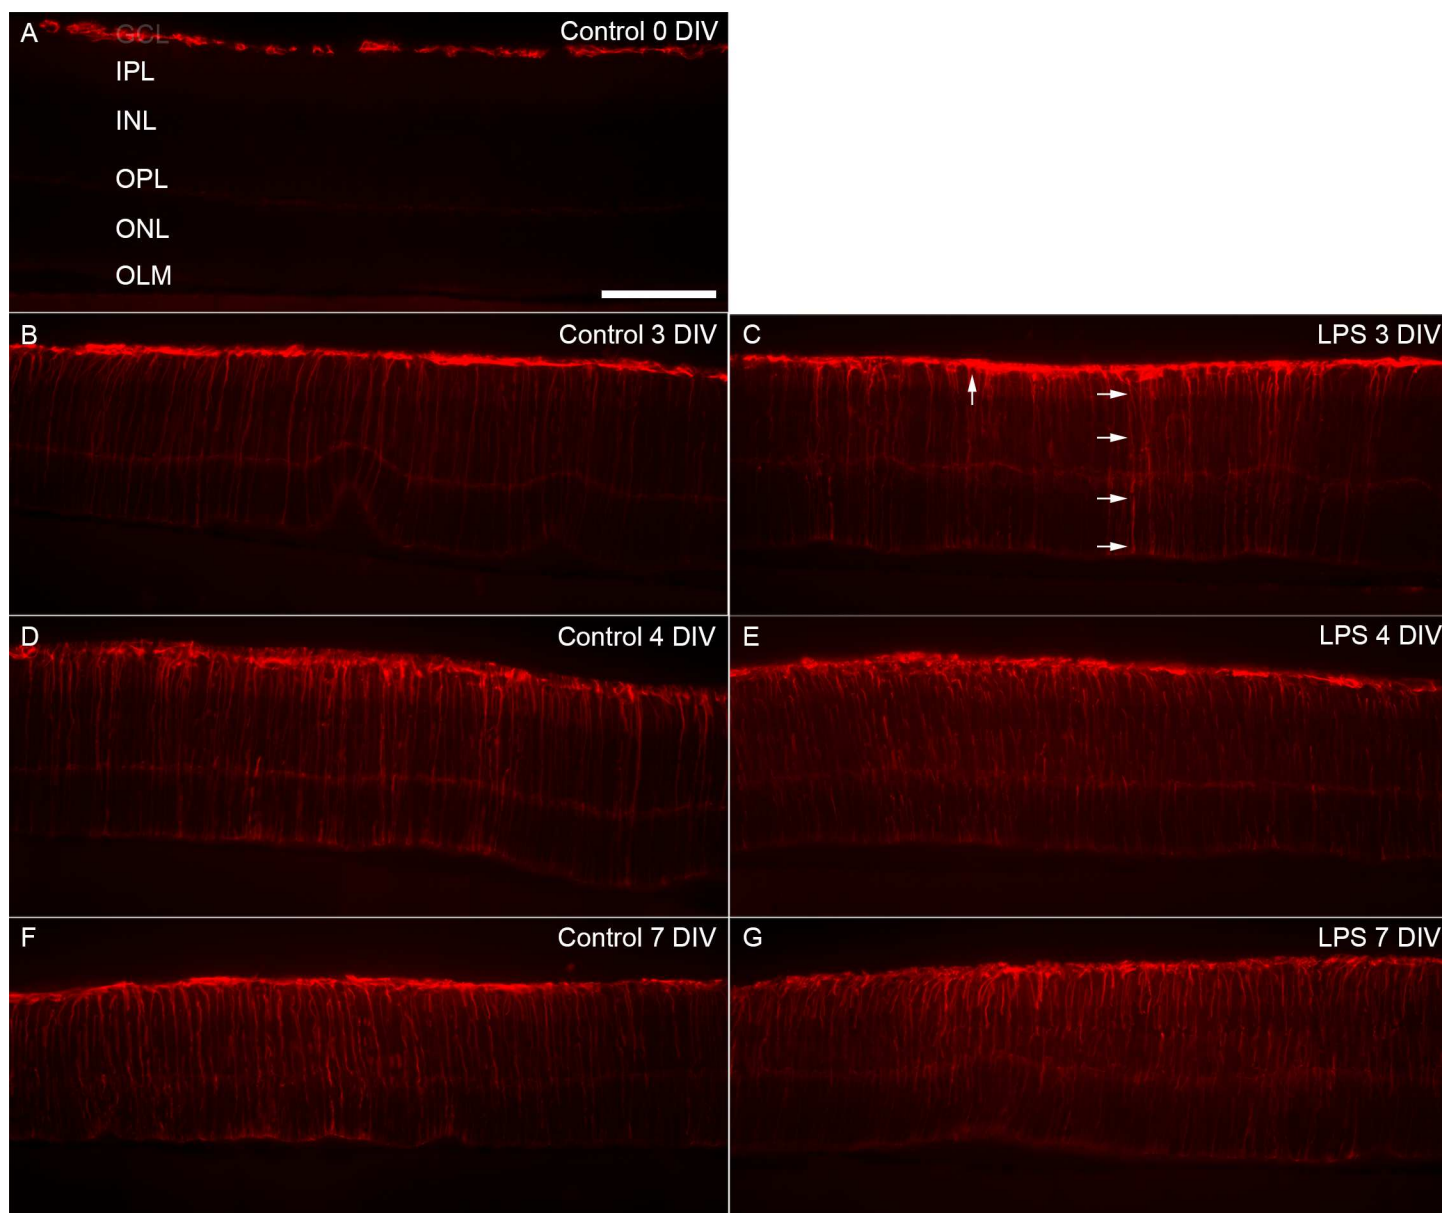 A
Control 0 DIV
GCL
IPL
INL
OPL
ONL
OLM
B
Control 3 DIV
C
LPS 3 DIV
D
Control 4 DIV
E
LPS 4 DIV
F
Control 7 DIV
G
LPS 7 DIV